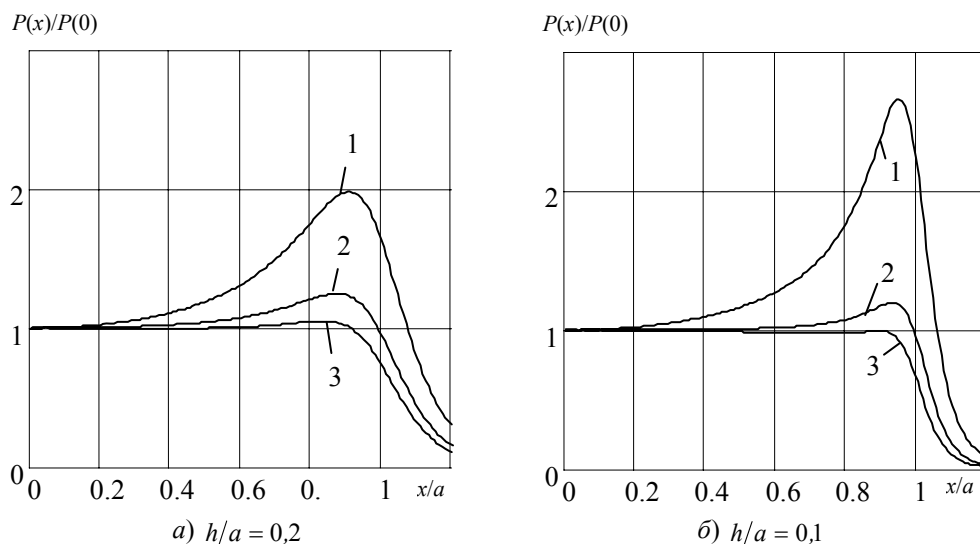 P(x)/P(0)
2
1
0
1
2
3
0 0.2 0.4 0.6 0. 1 x/a
а) h/a = 0,2
P(x)/P(0)
2
1
0
1
2
3
0 0.2 0.4 0.6 0.8 1 x/a
б) h/a = 0,1